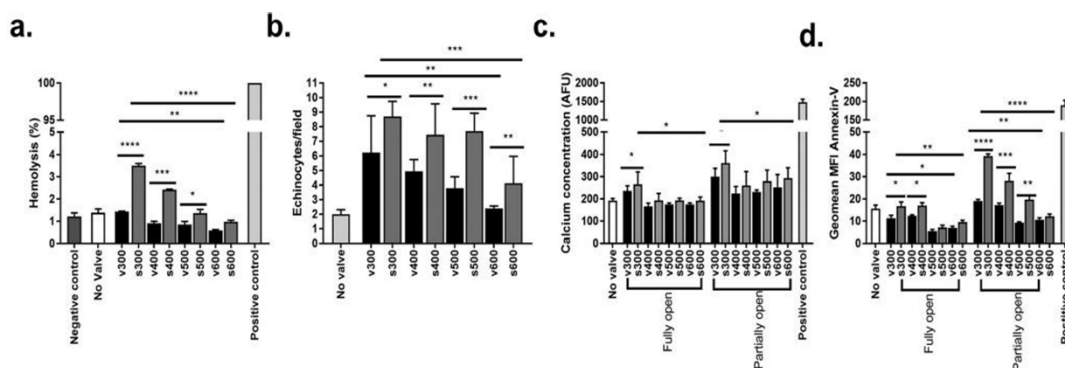 a.
Hemolysis (%)
100
95
5
4
3
2
1
0
****
**
****
***
*
Negative control
No Valve
v300
s300
v400
s400
v500
s500
v600
s600
Positive control
b.
Echinocytes/field
11
10
9
8
7
6
5
4
3
2
1
0
***
**
*
**
***
**
No valve
v300
s300
v400
s400
v500
s500
v600
s600
c.
Calcium concentration (AFU)
2000
1500
1000
500
400
300
200
100
0
*
*
*
No valve
v300
s300
v400
s400
v500
s500
v600
s600
v300
s300
v400
s400
v500
s500
v600
s600
Positive control
Fully open
Partially open
d.
Geomean MFI Annexin-V
250
200
150
100
50
40
30
20
10
0
****
**
**
*
*
*
****
***
**
No valve
v300
s300
v400
s400
v500
s500
v600
s600
v300
s300
v400
s400
v500
s500
v600
s600
Positive control
Fully open
Partially open